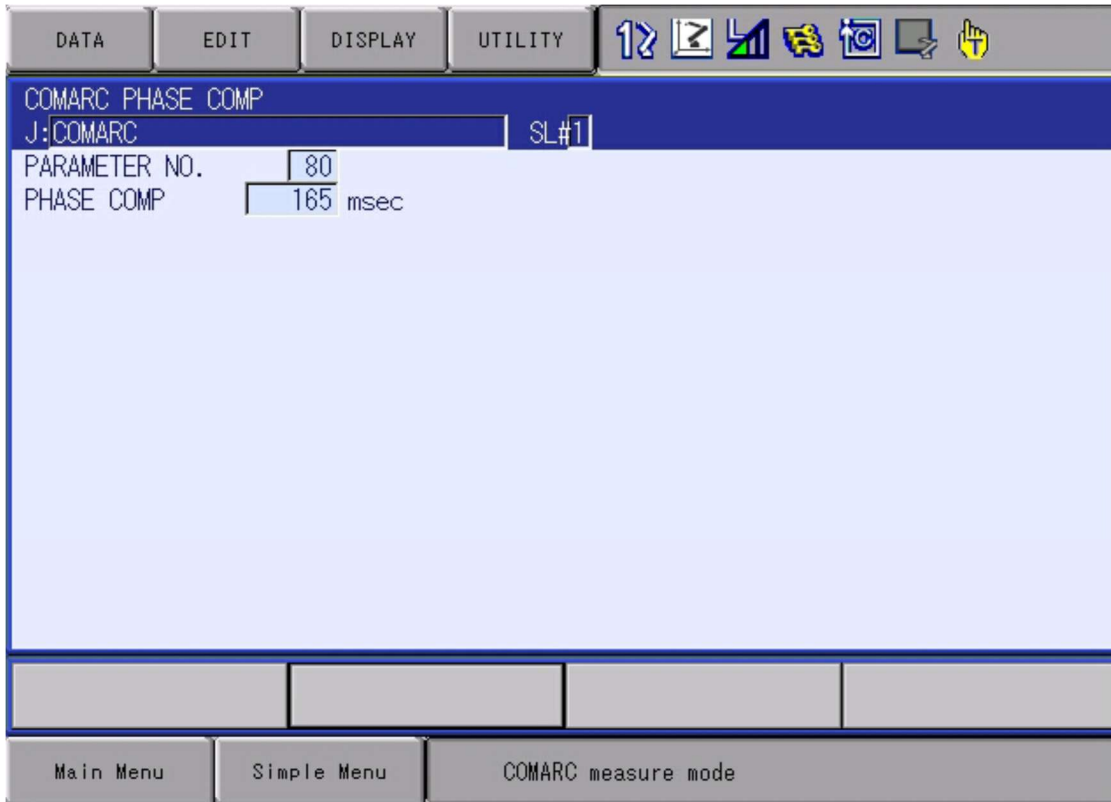 DATA EDIT DISPLAY UTILITY
COMARC PHASE COMP
J:COMARC SL#1
PARAMETER NO. 80
PHASE COMP 165 msec
Main Menu Simple Menu COMARC measure mode